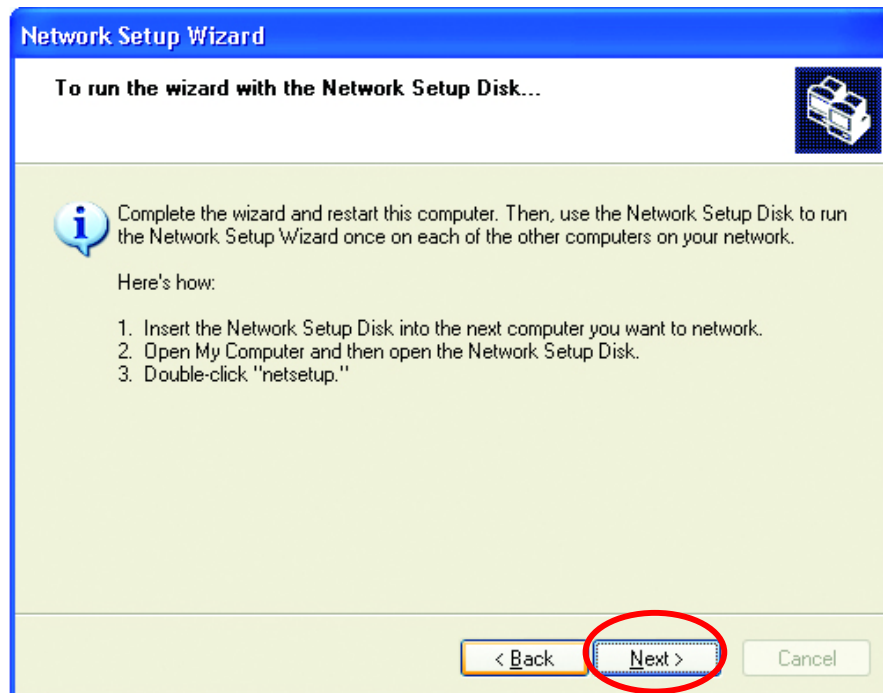 Network Setup Wizard
To run the wizard with the Network Setup Disk...
Complete the wizard and restart this computer. Then, use the Network Setup Disk to run
the Network Setup Wizard once on each of the other computers on your network.
Here's how:
1. Insert the Network Setup Disk into the next computer you want to network.
2. Open My Computer and then open the Network Setup Disk.
3. Double-click "netsetup."
< Back
Next >
Cancel